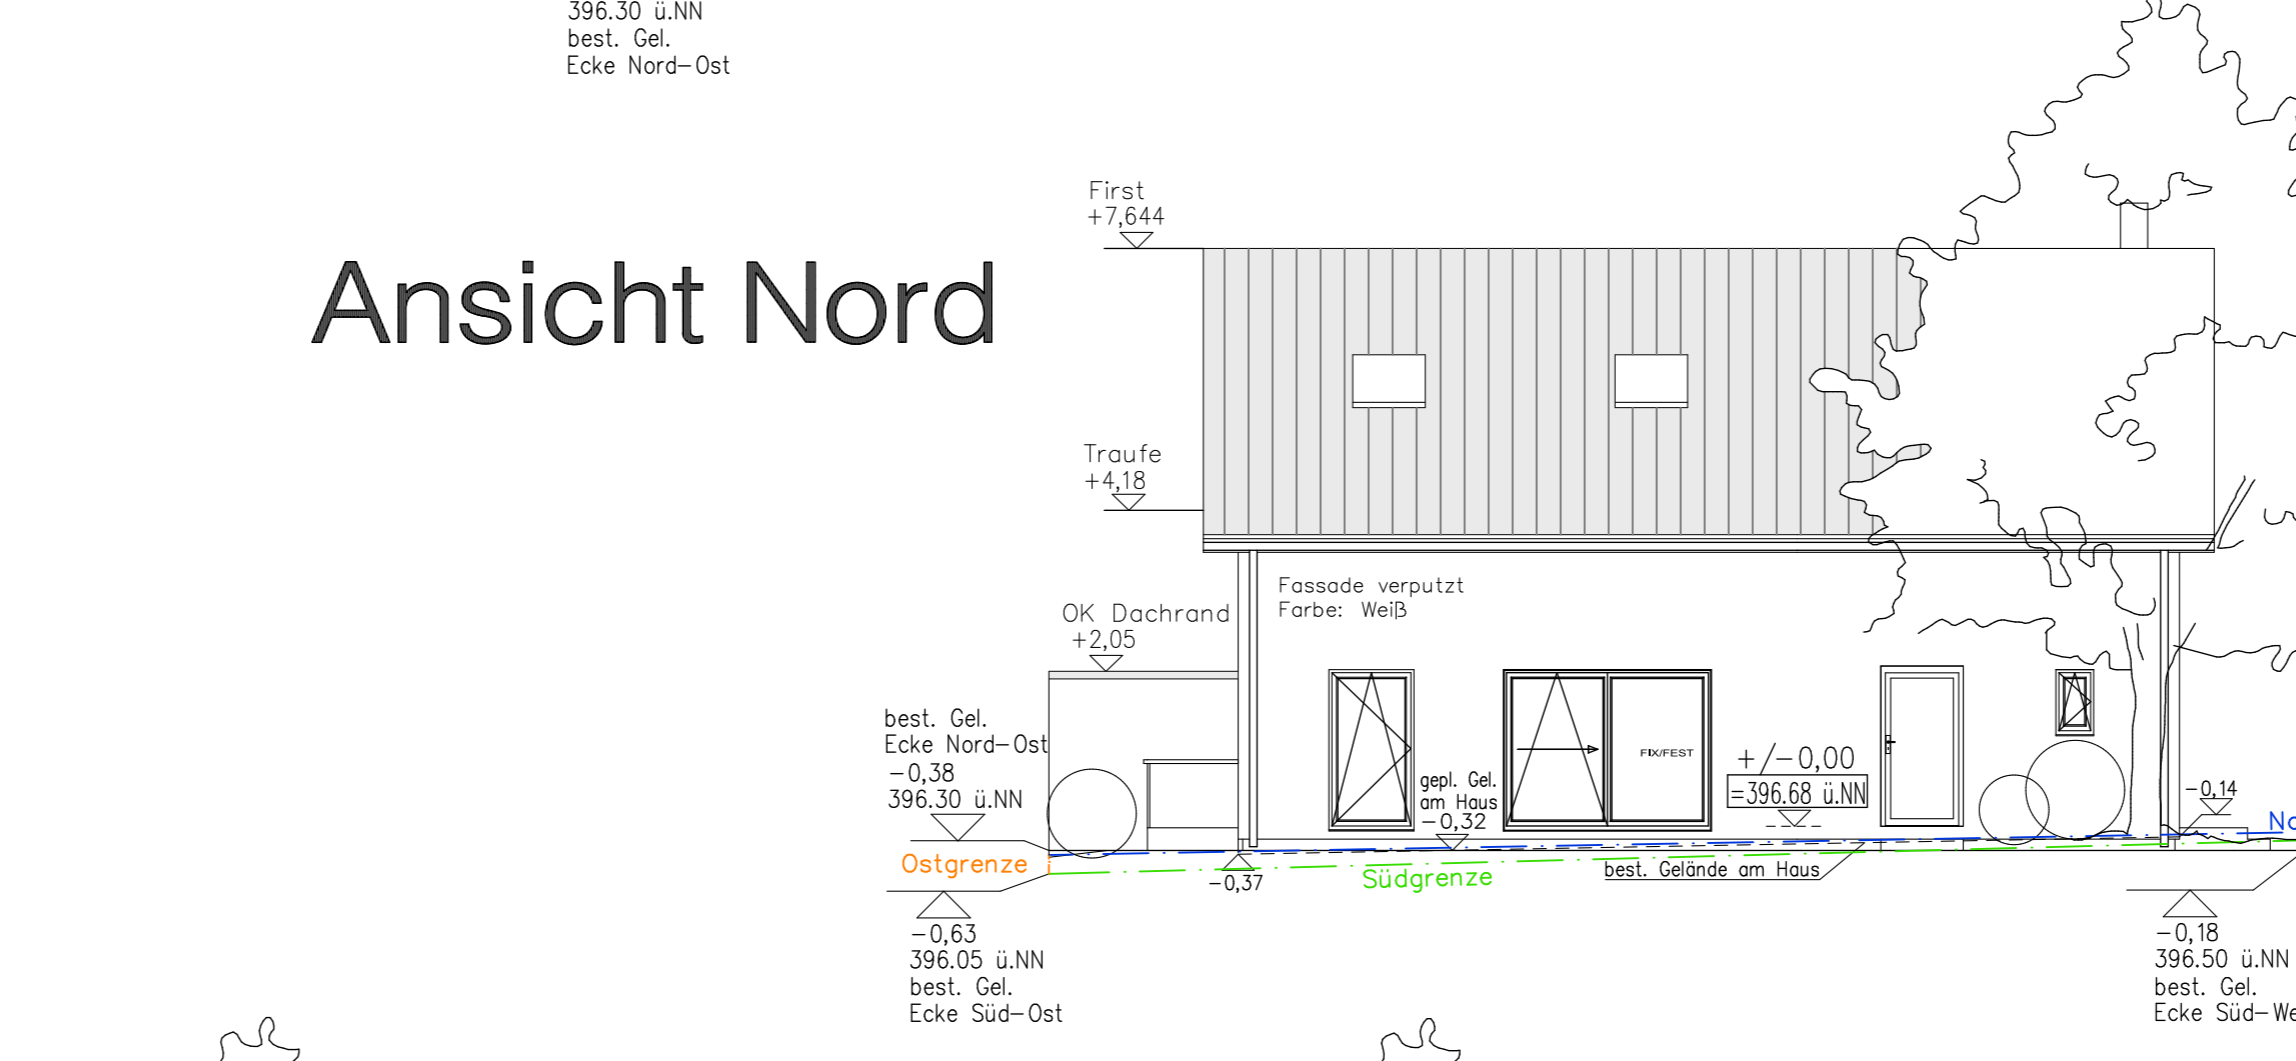 396.30 ü.NN
best. Gel.
Ecke Nord-Ost
Ansicht Nord
First
+7,644
Traufe
+4,18
OK Dachrand
+2,05
Fassade verputzt
Farbe: Weiß
best. Gel.
Ecke Nord-Ost
-0,38
396.30 ü.NN
FIX/FEST
gepl. Gel.
am Haus
-0,32
+/-0,00
=396.68 ü.NN
-0,14
Ostgrenze
-0,37
Südgrenze
best. Gelände am Haus
-0,63
396.05 ü.NN
best. Gel.
Ecke Süd-Ost
-0,18
396.50 ü.NN
best. Gel.
Ecke Süd-We